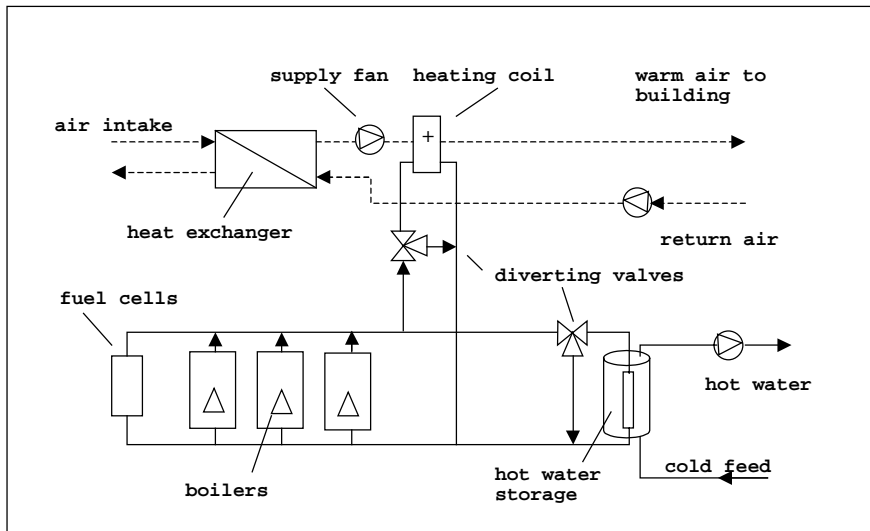 supply fan
heating coil
warm air to
building
air intake
+
heat exchanger
return air
diverting valves
fuel cells
hot water
boilers
hot water
storage
cold feed